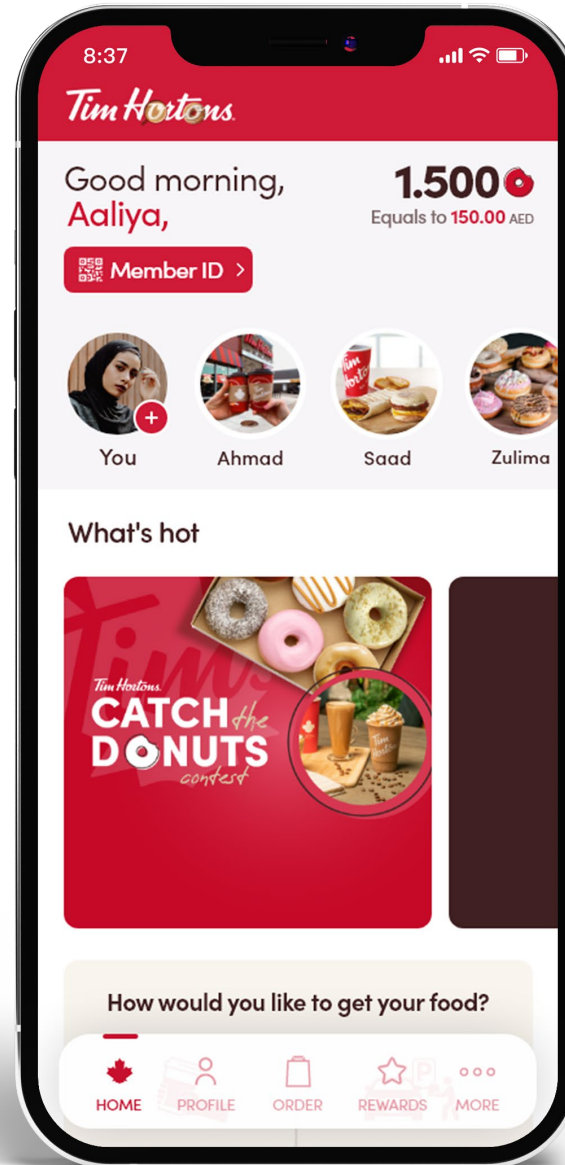 8:37
Tim Hortons.
Good morning,
Aaliya,
1.500
Equals to 150.00 AED
Member ID >
You
Ahmad
Saad
Zulima
What's hot
Tims
Tim Hortons.
CATCH the
DONUTS
contest
How would you like to get your food?
HOME
PROFILE
ORDER
REWARDS
MORE